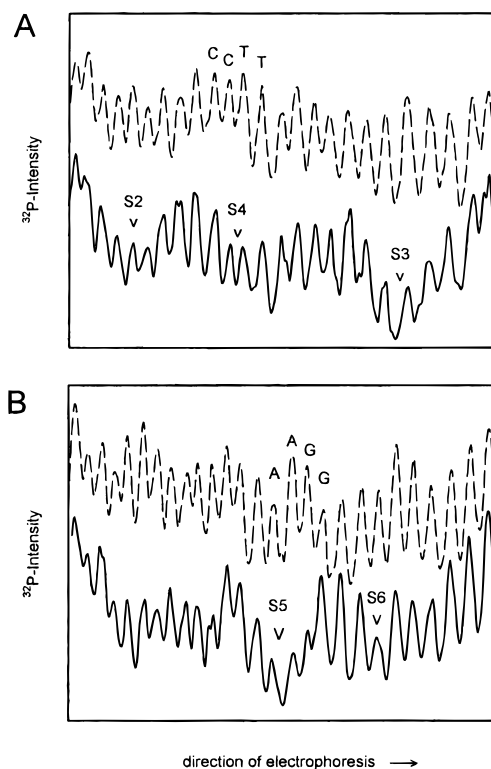 A
C C T T
S2
S4
S3
³²P-Intensity
B
A
A
G
G
S5
S6
³²P-Intensity
direction of electrophoresis →